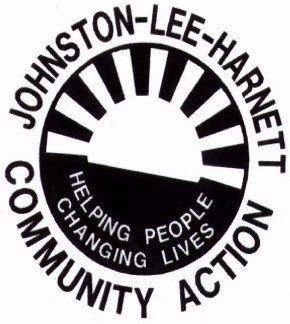 JOHNSTON-LEE-HARNETT
HELPING PEOPLE
CHANGING LIVES
COMMUNITY ACTION